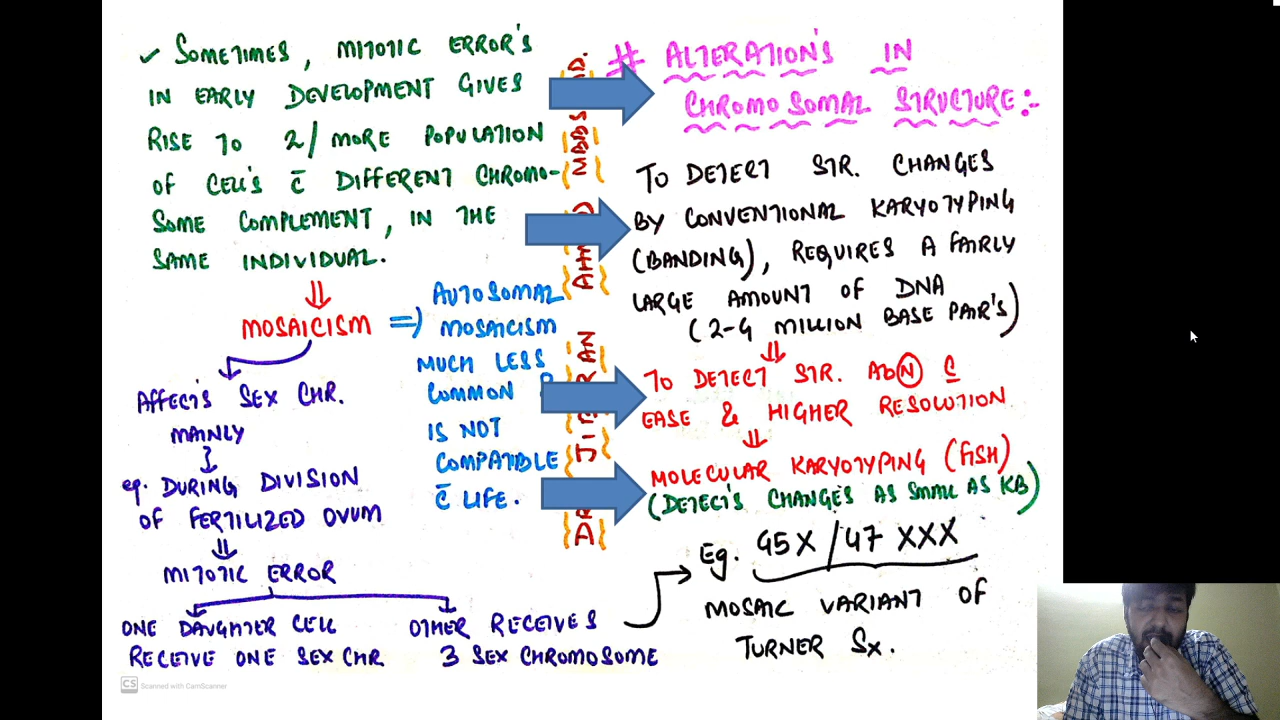 ✓ SOMETIMES, MITOTIC ERROR'S
IN EARLY DEVELOPMENT GIVES
RISE TO 2/MORE POPULATION
OF CELL'S C̄ DIFFERENT CHROMO-
SOME COMPLEMENT, IN THE
SAME INDIVIDUAL.
⇓
MOSAICISM ⇒
AUTOSOMAL
MOSAICISM
MUCH LESS
COMMON
IS NOT
COMPATIBLE
C̄ LIFE.
AFFECTS SEX CHR.
MAINLY
eg. DURING DIVISION
OF FERTILIZED OVUM
⇓
MITOTIC ERROR
ONE DAUGHTER CELL
RECEIVE ONE SEX CHR
OTHER RECEIVES
3 SEX CHROMOSOME
MBBS
# ALTERATION'S IN
CHROMOSOMAL STRUCTURE:-
TO DETECT STR. CHANGES
BY CONVENTIONAL KARYOTYPING
(BANDING), REQUIRES A FAIRLY
LARGE AMOUNT OF DNA
(2-4 MILLION BASE PAIR'S)
⇓
TO DETECT STR. AbN C̲
EASE & HIGHER RESOLUTION
⇓
MOLECULAR KARYOTYPING (FISH)
(DETECTS CHANGES AS SMALL AS KB)
Eg. 45X/47 XXX
MOSAIC VARIANT OF
TURNER Sx.
CS Scanned with CamScanner